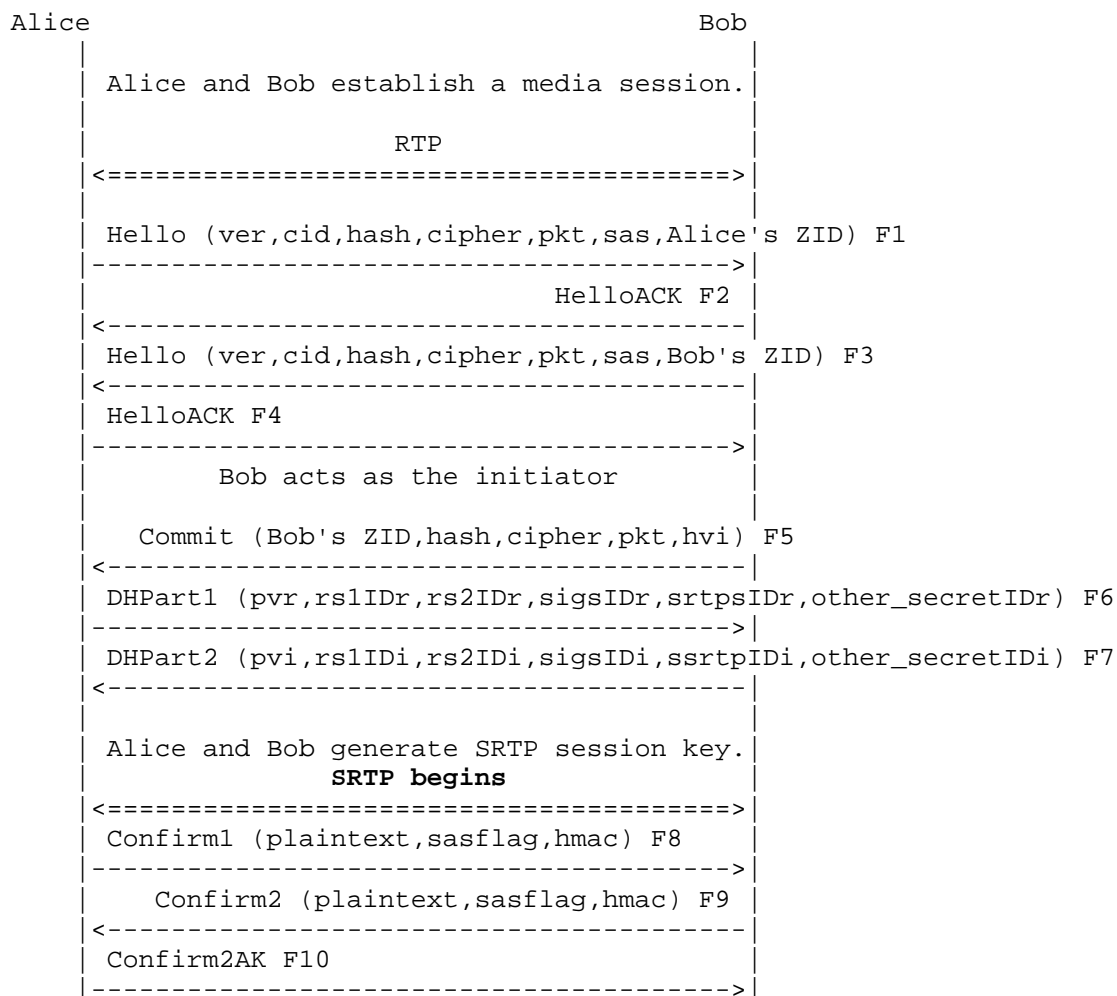 Alice Bob
Alice and Bob establish a media session.
RTP
<=======================================>
Hello (ver,cid,hash,cipher,pkt,sas,Alice's ZID) F1
---------------------------------------->
HelloACK F2
<----------------------------------------
Hello (ver,cid,hash,cipher,pkt,sas,Bob's ZID) F3
<----------------------------------------
HelloACK F4
---------------------------------------->
Bob acts as the initiator
Commit (Bob's ZID,hash,cipher,pkt,hvi) F5
<----------------------------------------
DHPart1 (pvr,rs1IDr,rs2IDr,sigsIDr,srtpsIDr,other_secretIDr) F6
---------------------------------------->
DHPart2 (pvi,rs1IDi,rs2IDi,sigsIDi,ssrtpIDi,other_secretIDi) F7
<----------------------------------------
Alice and Bob generate SRTP session key.
SRTP begins
<=======================================>
Confirm1 (plaintext,sasflag,hmac) F8
---------------------------------------->
Confirm2 (plaintext,sasflag,hmac) F9
<----------------------------------------
Confirm2AK F10
---------------------------------------->